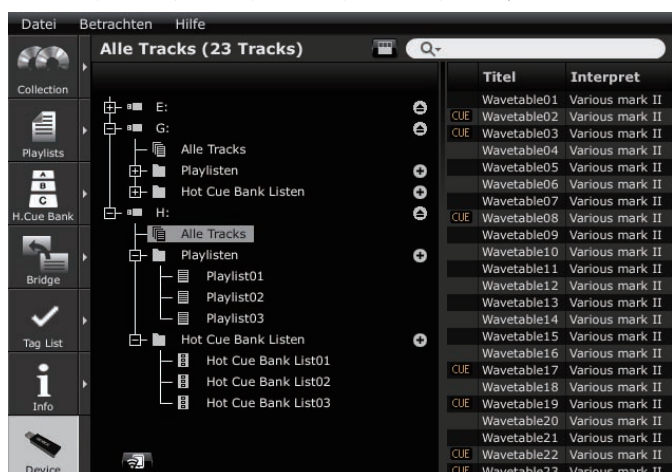 Datei Betrachten Hilfe
Alle Tracks (23 Tracks)
Collection
Playlists
A
B
C
H.Cue Bank
Bridge
Tag List
i
Info
Device
E:
G:
Alle Tracks
Playlisten
Hot Cue Bank Listen
H:
Alle Tracks
Playlisten
Playlist01
Playlist02
Playlist03
Hot Cue Bank Listen
Hot Cue Bank List01
Hot Cue Bank List02
Hot Cue Bank List03
Titel Interpret
Wavetable01 Various mark II
CUE Wavetable02 Various mark II
CUE Wavetable03 Various mark II
Wavetable04 Various mark II
Wavetable05 Various mark II
Wavetable06 Various mark II
Wavetable07 Various mark II
CUE Wavetable08 Various mark II
Wavetable09 Various mark II
Wavetable10 Various mark II
Wavetable11 Various mark II
Wavetable12 Various mark II
Wavetable13 Various mark II
Wavetable14 Various mark II
Wavetable15 Various mark II
Wavetable16 Various mark II
CUE Wavetable17 Various mark II
Wavetable18 Various mark II
CUE Wavetable19 Various mark II
Wavetable20 Various mark II
Wavetable21 Various mark II
CUE Wavetable22 Various mark II
CUE Wavetable23 Various mark II